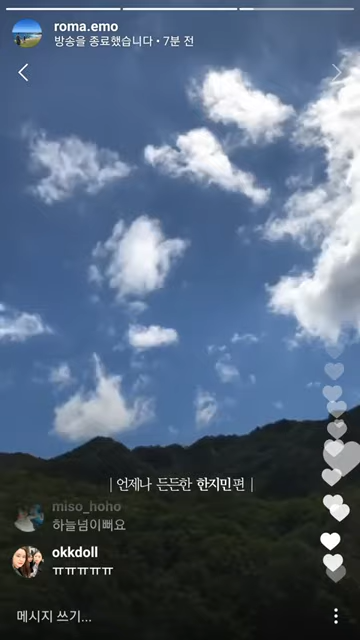 roma.emo
방송을 종료했습니다 • 7분 전
| 언제나 든든한 한지민편 |
miso_hoho
하늘넘이뻐요
okkdoll
ㅠㅠㅠㅠㅠ
메시지 쓰기...